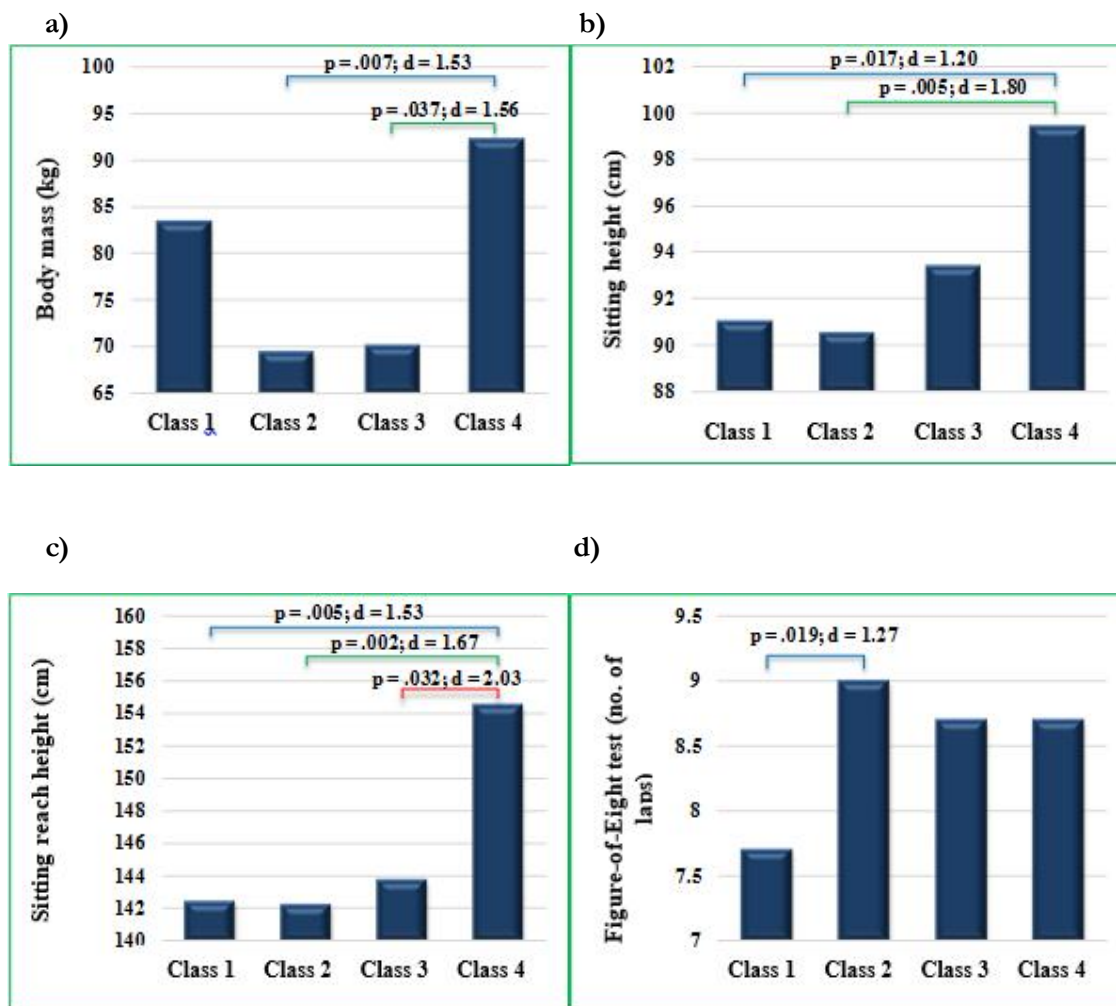 a)
100
95
90
85
80
75
70
65
Body mass (kg)
p = .007; d = 1.53
p = .037; d = 1.56
Class 1
Class 2
Class 3
Class 4
b)
102
100
98
96
94
92
90
88
Sitting height (cm)
p = .017; d = 1.20
p = .005; d = 1.80
Class 1
Class 2
Class 3
Class 4
c)
160
158
156
154
152
150
148
146
144
142
140
Sitting reach height (cm)
p = .005; d = 1.53
p = .002; d = 1.67
p = .032; d = 2.03
Class 1
Class 2
Class 3
Class 4
d)
9.5
9
8.5
8
7.5
7
Figure-of-Eight test (no. of
laps)
p = .019; d = 1.27
Class 1
Class 2
Class 3
Class 4